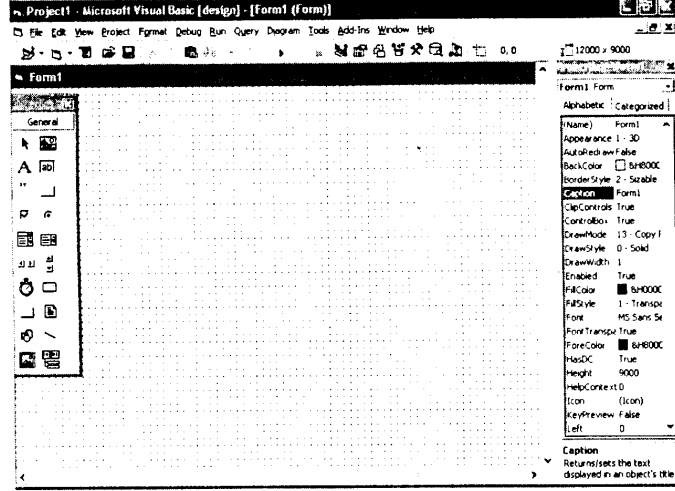 Project1 - Microsoft Visual Basic [design] - [Form1 (Form)]
File Edit View Project Format Debug Run Query Diagram Tools Add-Ins Window Help
0, 0
12000 x 9000
Form1
General
Form1 Form
Alphabetic Categorized
(Name) Form1
Appearance 1 - 3D
AutoRedraw False
BackColor &H800C
BorderStyle 2 - Sizable
Caption Form1
ClipControls True
ControlBox True
DrawMode 13 - Copy F
DrawStyle 0 - Solid
DrawWidth 1
Enabled True
FillColor &H000C
FillStyle 1 - Transpa
Font MS Sans Se
FontTranspa True
ForeColor &H800C
HasDC True
Height 9000
HelpContext 0
Icon (Icon)
KeyPreview False
Left 0
Caption
Returns/sets the text
displayed in an object's title